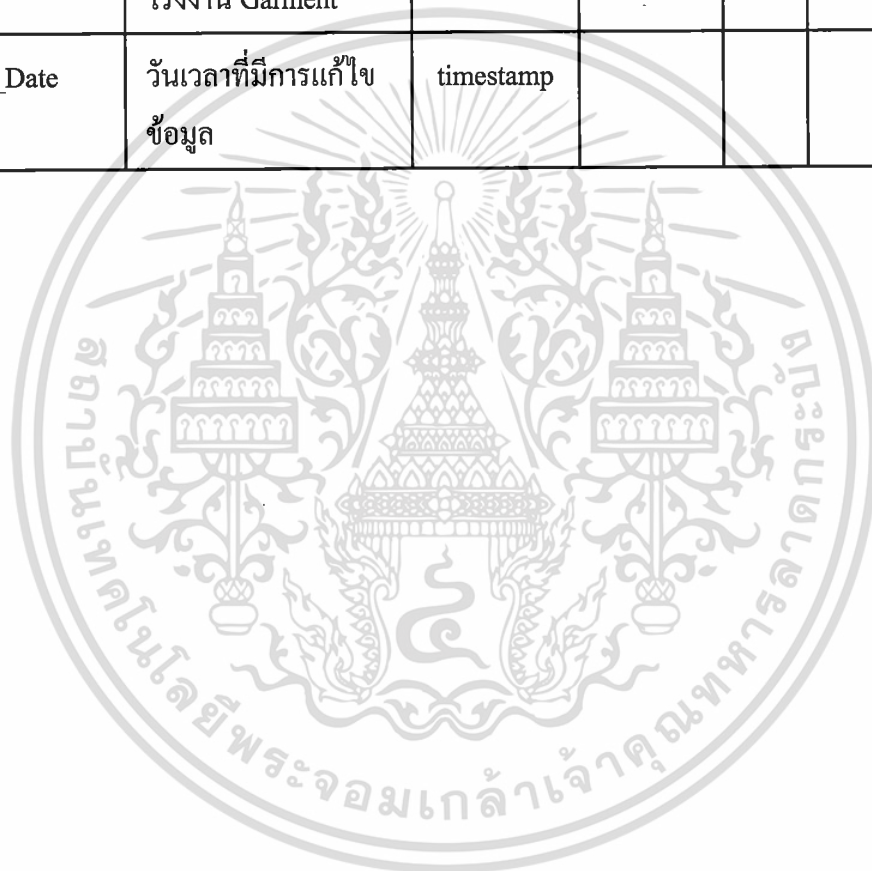 โรงงาน Garment
_Date วันเวลาที่มีการแก้ไข timestamp
ข้อมูล
สถาบันเทคโนโลยีพระจอมเกล้าเจ้าคุณทหารลาดกระบัง